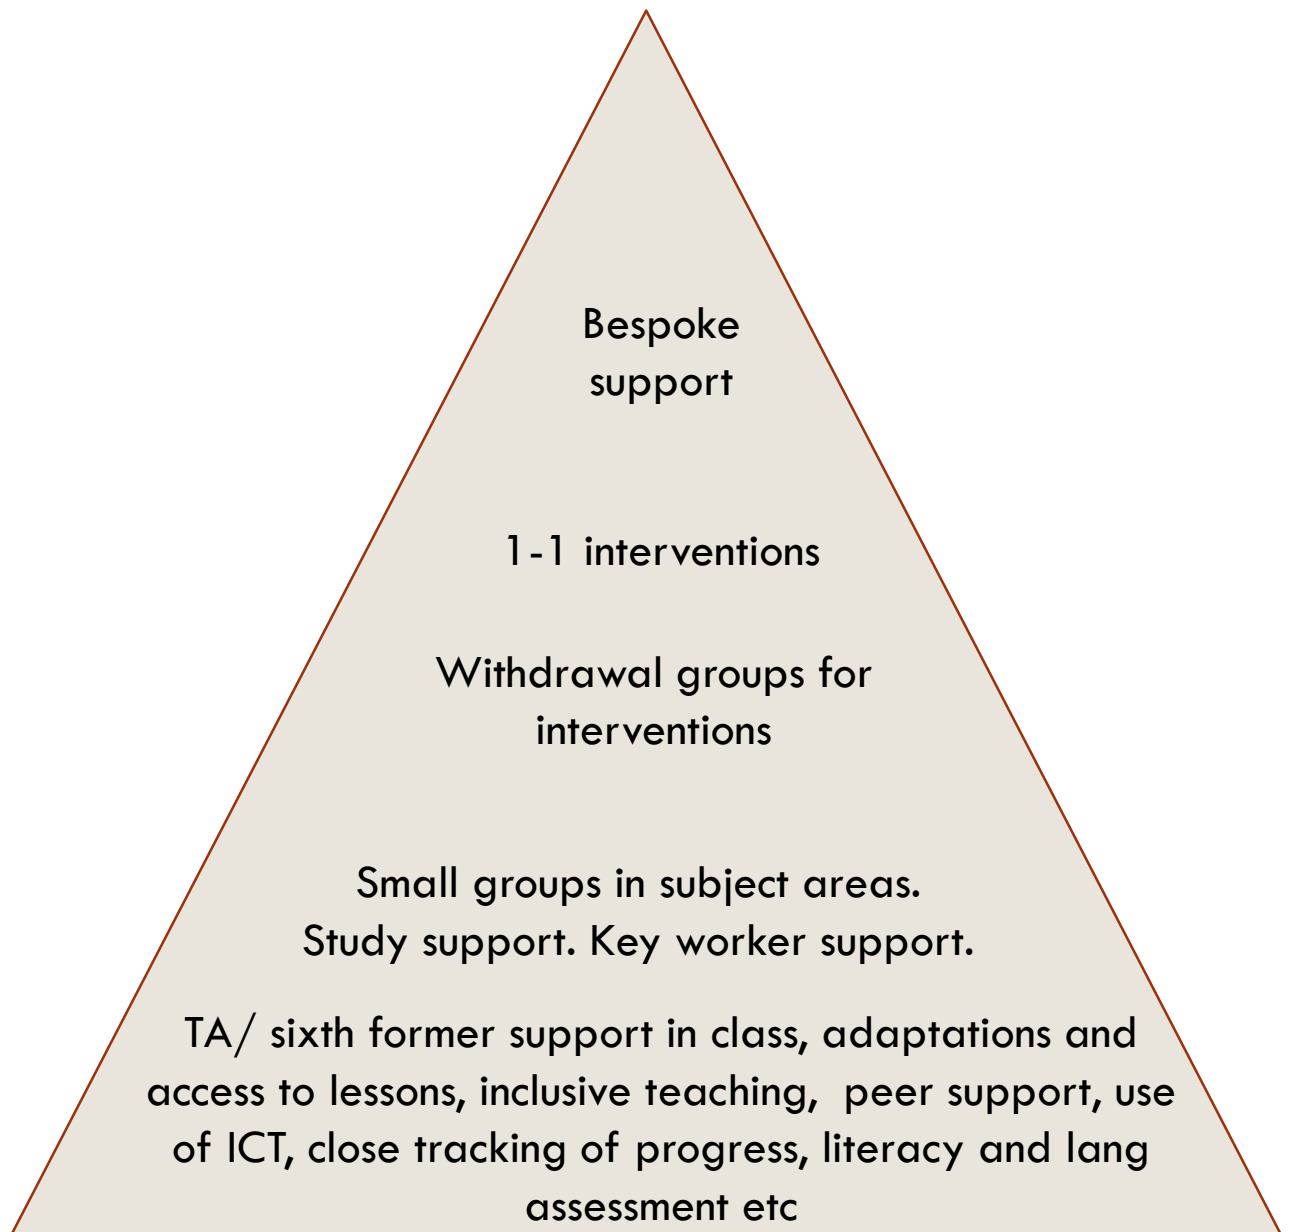 Bespoke
support
1-1 interventions
Withdrawal groups for
interventions
Small groups in subject areas.
Study support. Key worker support.
TA/ sixth former support in class, adaptations and
access to lessons, inclusive teaching,  peer support, use
of ICT, close tracking of progress, literacy and lang
assessment etc